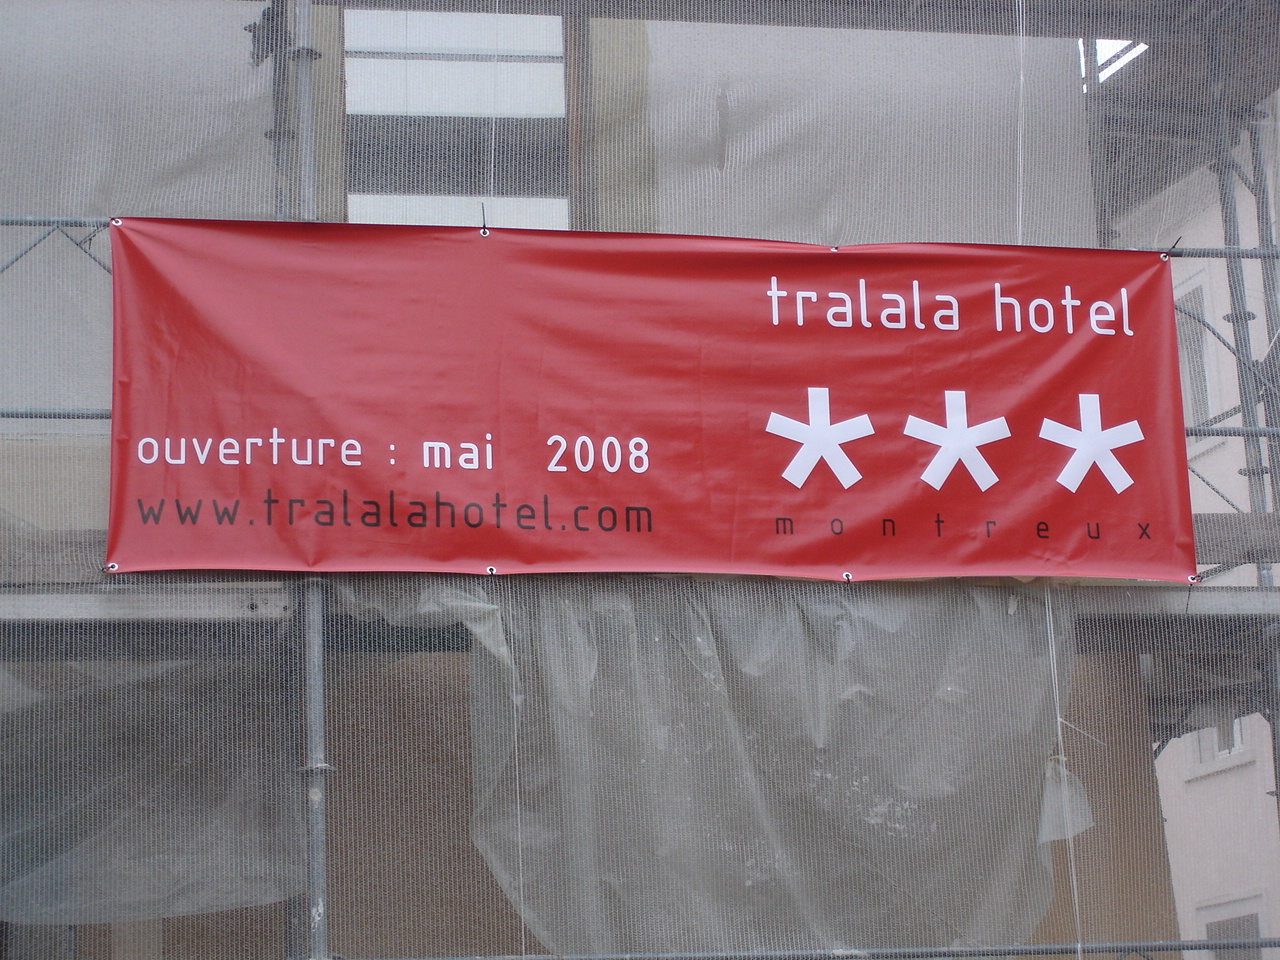 tralala hotel
* * *
montreux
ouverture : mai 2008
www.tralalahotel.com